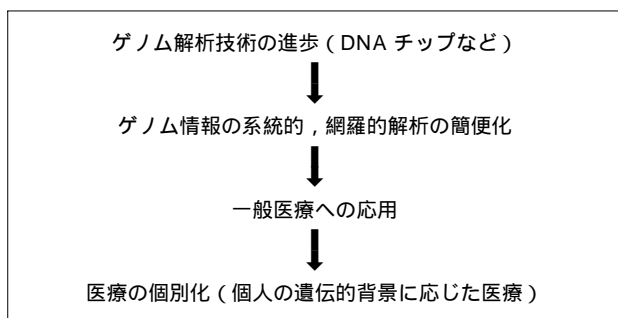 ゲノム解析技術の進歩（DNA チップなど）
ゲノム情報の系統的，網羅的解析の簡便化
一般医療への応用
医療の個別化（個人の遺伝的背景に応じた医療）